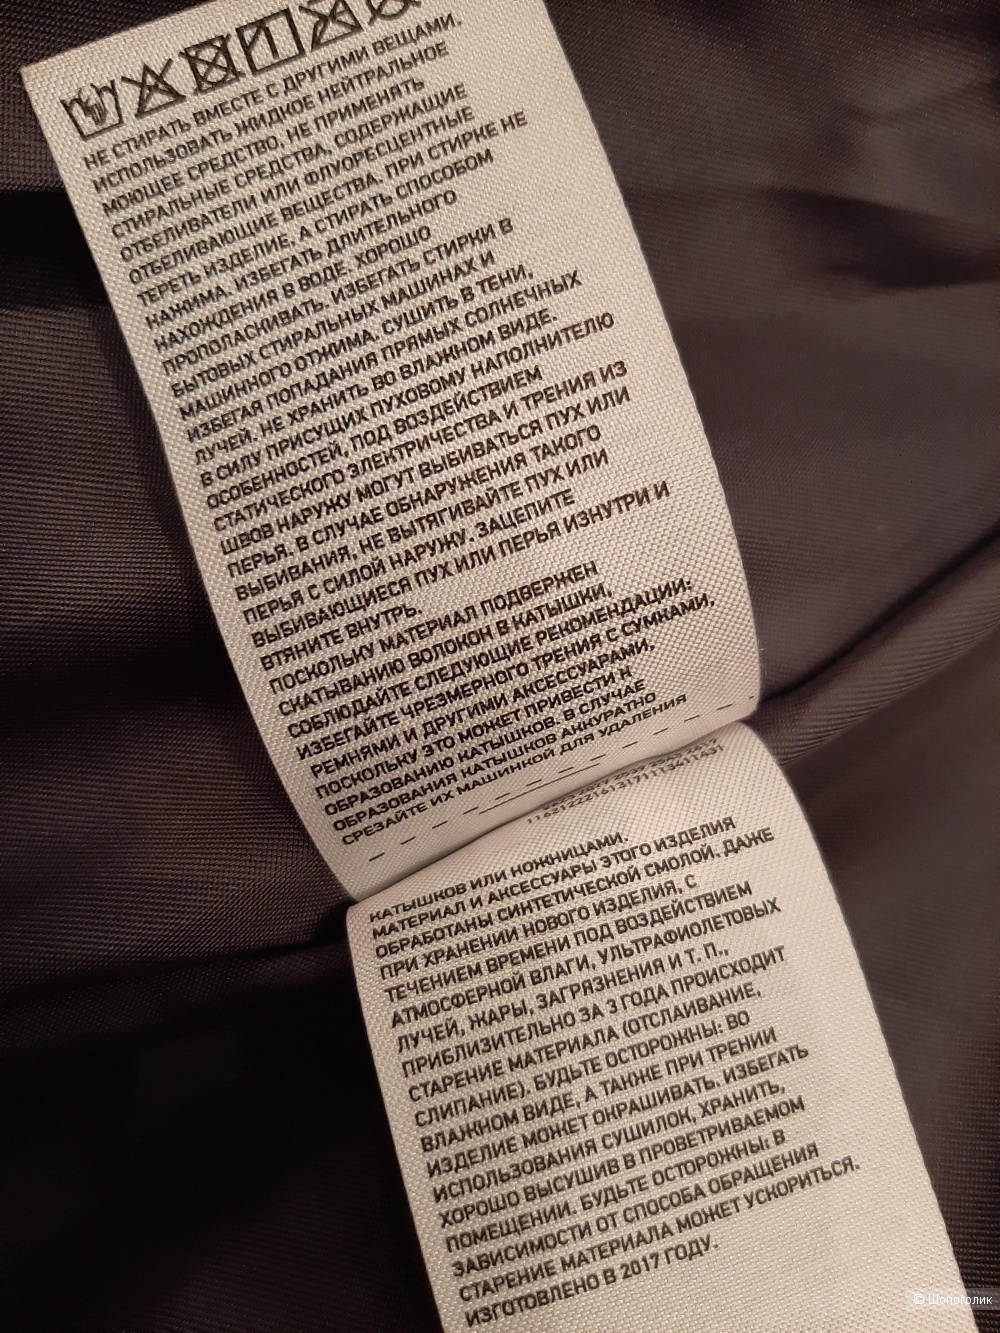 НЕ СТИРАТЬ ВМЕСТЕ С ДРУГИМИ ВЕЩАМИ.
ИСПОЛЬЗОВАТЬ ЖИДКОЕ НЕЙТРАЛЬНОЕ
МОЮЩЕЕ СРЕДСТВО, НЕ ПРИМЕНЯТЬ
СТИРАЛЬНЫЕ СРЕДСТВА, СОДЕРЖАЩИЕ
ОТБЕЛИВАТЕЛИ ИЛИ ФЛУОРЕСЦЕНТНЫЕ
ОТБЕЛИВАЮЩИЕ ВЕЩЕСТВА. ПРИ СТИРКЕ НЕ
ТЕРЕТЬ ИЗДЕЛИЕ, А СТИРАТЬ СПОСОБОМ
НАЖИМА. ИЗБЕГАТЬ ДЛИТЕЛЬНОГО
НАХОЖДЕНИЯ В ВОДЕ. ХОРОШО
ПРОПОЛАСКИВАТЬ. ИЗБЕГАТЬ СТИРКИ В
БЫТОВЫХ СТИРАЛЬНЫХ МАШИНАХ И
МАШИННОГО ОТЖИМА. СУШИТЬ В ТЕНИ,
ИЗБЕГАЯ ПОПАДАНИЯ ПРЯМЫХ СОЛНЕЧНЫХ
ЛУЧЕЙ. НЕ ХРАНИТЬ ВО ВЛАЖНОМ ВИДЕ.
В СИЛУ ПРИСУЩИХ ПУХОВОМУ НАПОЛНИТЕЛЮ
ОСОБЕННОСТЕЙ, ПОД ВОЗДЕЙСТВИЕМ
СТАТИЧЕСКОГО ЭЛЕКТРИЧЕСТВА И ТРЕНИЯ ИЗ
ШВОВ НАРУЖУ МОГУТ ВЫБИВАТЬСЯ ПУХ ИЛИ
ПЕРЬЯ. В СЛУЧАЕ ОБНАРУЖЕНИЯ ТАКОГО
ВЫБИВАНИЯ, НЕ ВЫТЯГИВАЙТЕ ПУХ ИЛИ
ПЕРЬЯ С СИЛОЙ НАРУЖУ. ЗАЦЕПИТЕ
ВЫБИВАЮЩИЕСЯ ПУХ ИЛИ ПЕРЬЯ ИЗНУТРИ И
ВТЯНИТЕ ВНУТРЬ.
ПОСКОЛЬКУ МАТЕРИАЛ ПОДВЕРЖЕН
СКАТЫВАНИЮ ВОЛОКОН В КАТЫШКИ,
СОБЛЮДАЙТЕ СЛЕДУЮЩИЕ РЕКОМЕНДАЦИИ:
ИЗБЕГАЙТЕ ЧРЕЗМЕРНОГО ТРЕНИЯ С СУМКАМИ,
РЕМНЯМИ И ДРУГИМИ АКСЕССУАРАМИ,
ПОСКОЛЬКУ ЭТО МОЖЕТ ПРИВЕСТИ К
ОБРАЗОВАНИЮ КАТЫШКОВ. В СЛУЧАЕ
ОБРАЗОВАНИЯ КАТЫШКОВ АККУРАТНО
СРЕЗАЙТЕ ИХ МАШИНКОЙ ДЛЯ УДАЛЕНИЯ
КАТЫШКОВ ИЛИ НОЖНИЦАМИ.
МАТЕРИАЛ И АКСЕССУАРЫ ЭТОГО ИЗДЕЛИЯ
ОБРАБОТАНЫ СИНТЕТИЧЕСКОЙ СМОЛОЙ. ДАЖЕ
ПРИ ХРАНЕНИИ НОВОГО ИЗДЕЛИЯ, С
ТЕЧЕНИЕМ ВРЕМЕНИ ПОД ВОЗДЕЙСТВИЕМ
АТМОСФЕРНОЙ ВЛАГИ, УЛЬТРАФИОЛЕТОВЫХ
ЛУЧЕЙ, ЖАРЫ, ЗАГРЯЗНЕНИЯ И Т. П.,
ПРИБЛИЗИТЕЛЬНО ЗА 3 ГОДА ПРОИСХОДИТ
СТАРЕНИЕ МАТЕРИАЛА (ОТСЛАИВАНИЕ,
СЛИПАНИЕ). БУДЬТЕ ОСТОРОЖНЫ: ВО
ВЛАЖНОМ ВИДЕ, А ТАКЖЕ ПРИ ТРЕНИИ
ИЗДЕЛИЕ МОЖЕТ ОКРАШИВАТЬ. ИЗБЕГАТЬ
ИСПОЛЬЗОВАНИЯ СУШИЛОК, ХРАНИТЬ,
ХОРОШО ВЫСУШИВ В ПРОВЕТРИВАЕМОМ
ПОМЕЩЕНИИ. БУДЬТЕ ОСТОРОЖНЫ: В
ЗАВИСИМОСТИ ОТ СПОСОБА ОБРАЩЕНИЯ
СТАРЕНИЕ МАТЕРИАЛА МОЖЕТ УСКОРИТЬСЯ.
ИЗГОТОВЛЕНО В 2017 ГОДУ.
© Шопоголик